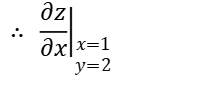 ∴ ∂z/∂x|x=1
y=2